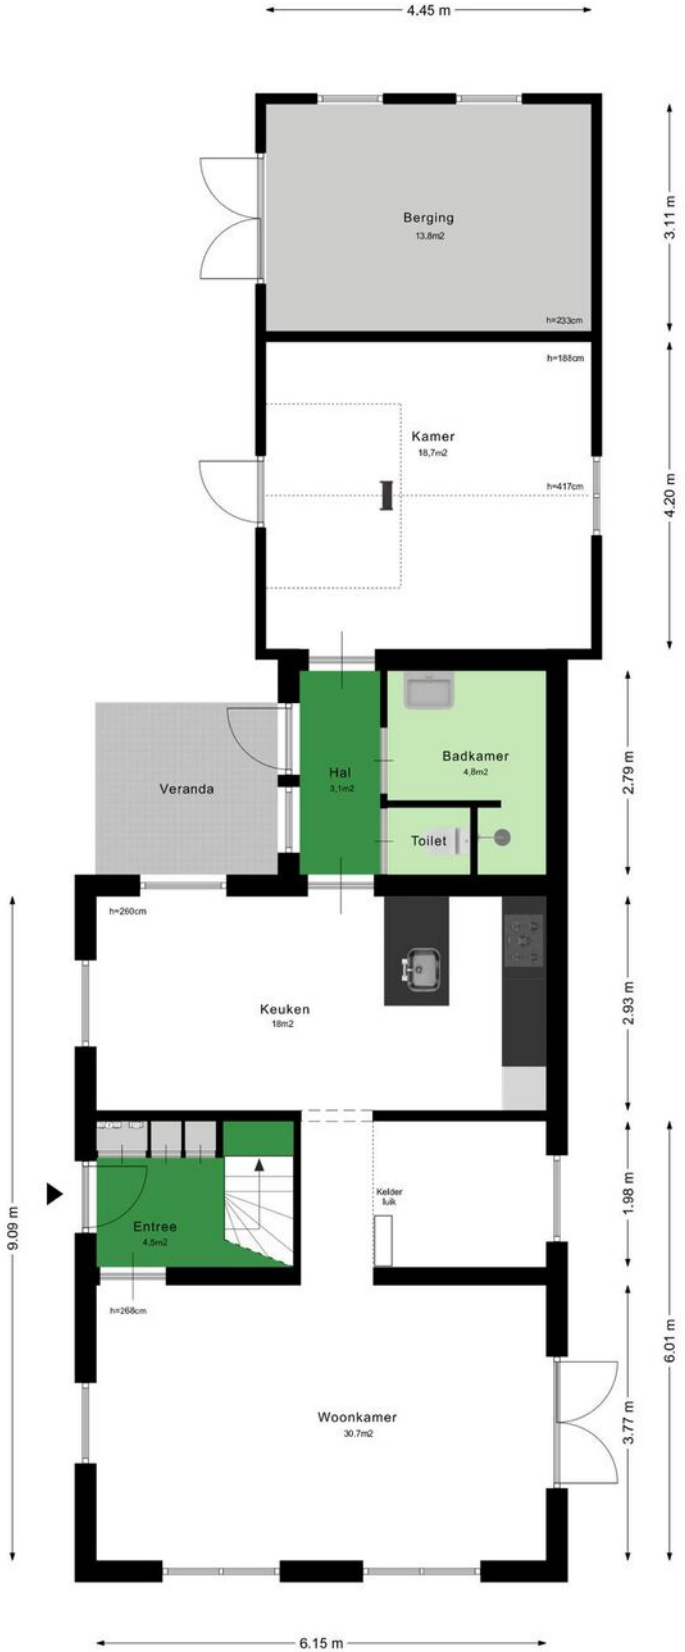 4.45 m
Berging
13,8m2
3.11 m
h=233cm
h=188cm
Kamer
18,7m2
h=417cm
4.20 m
Badkamer
4,8m2
Hal
3,1m2
Veranda
2.79 m
Toilet
h=260cm
Keuken
18m2
2.93 m
Kelder
luik
1.98 m
Entree
4,5m2
9.09 m
h=268cm
6.01 m
Woonkamer
30.7m2
3.77 m
6.15 m